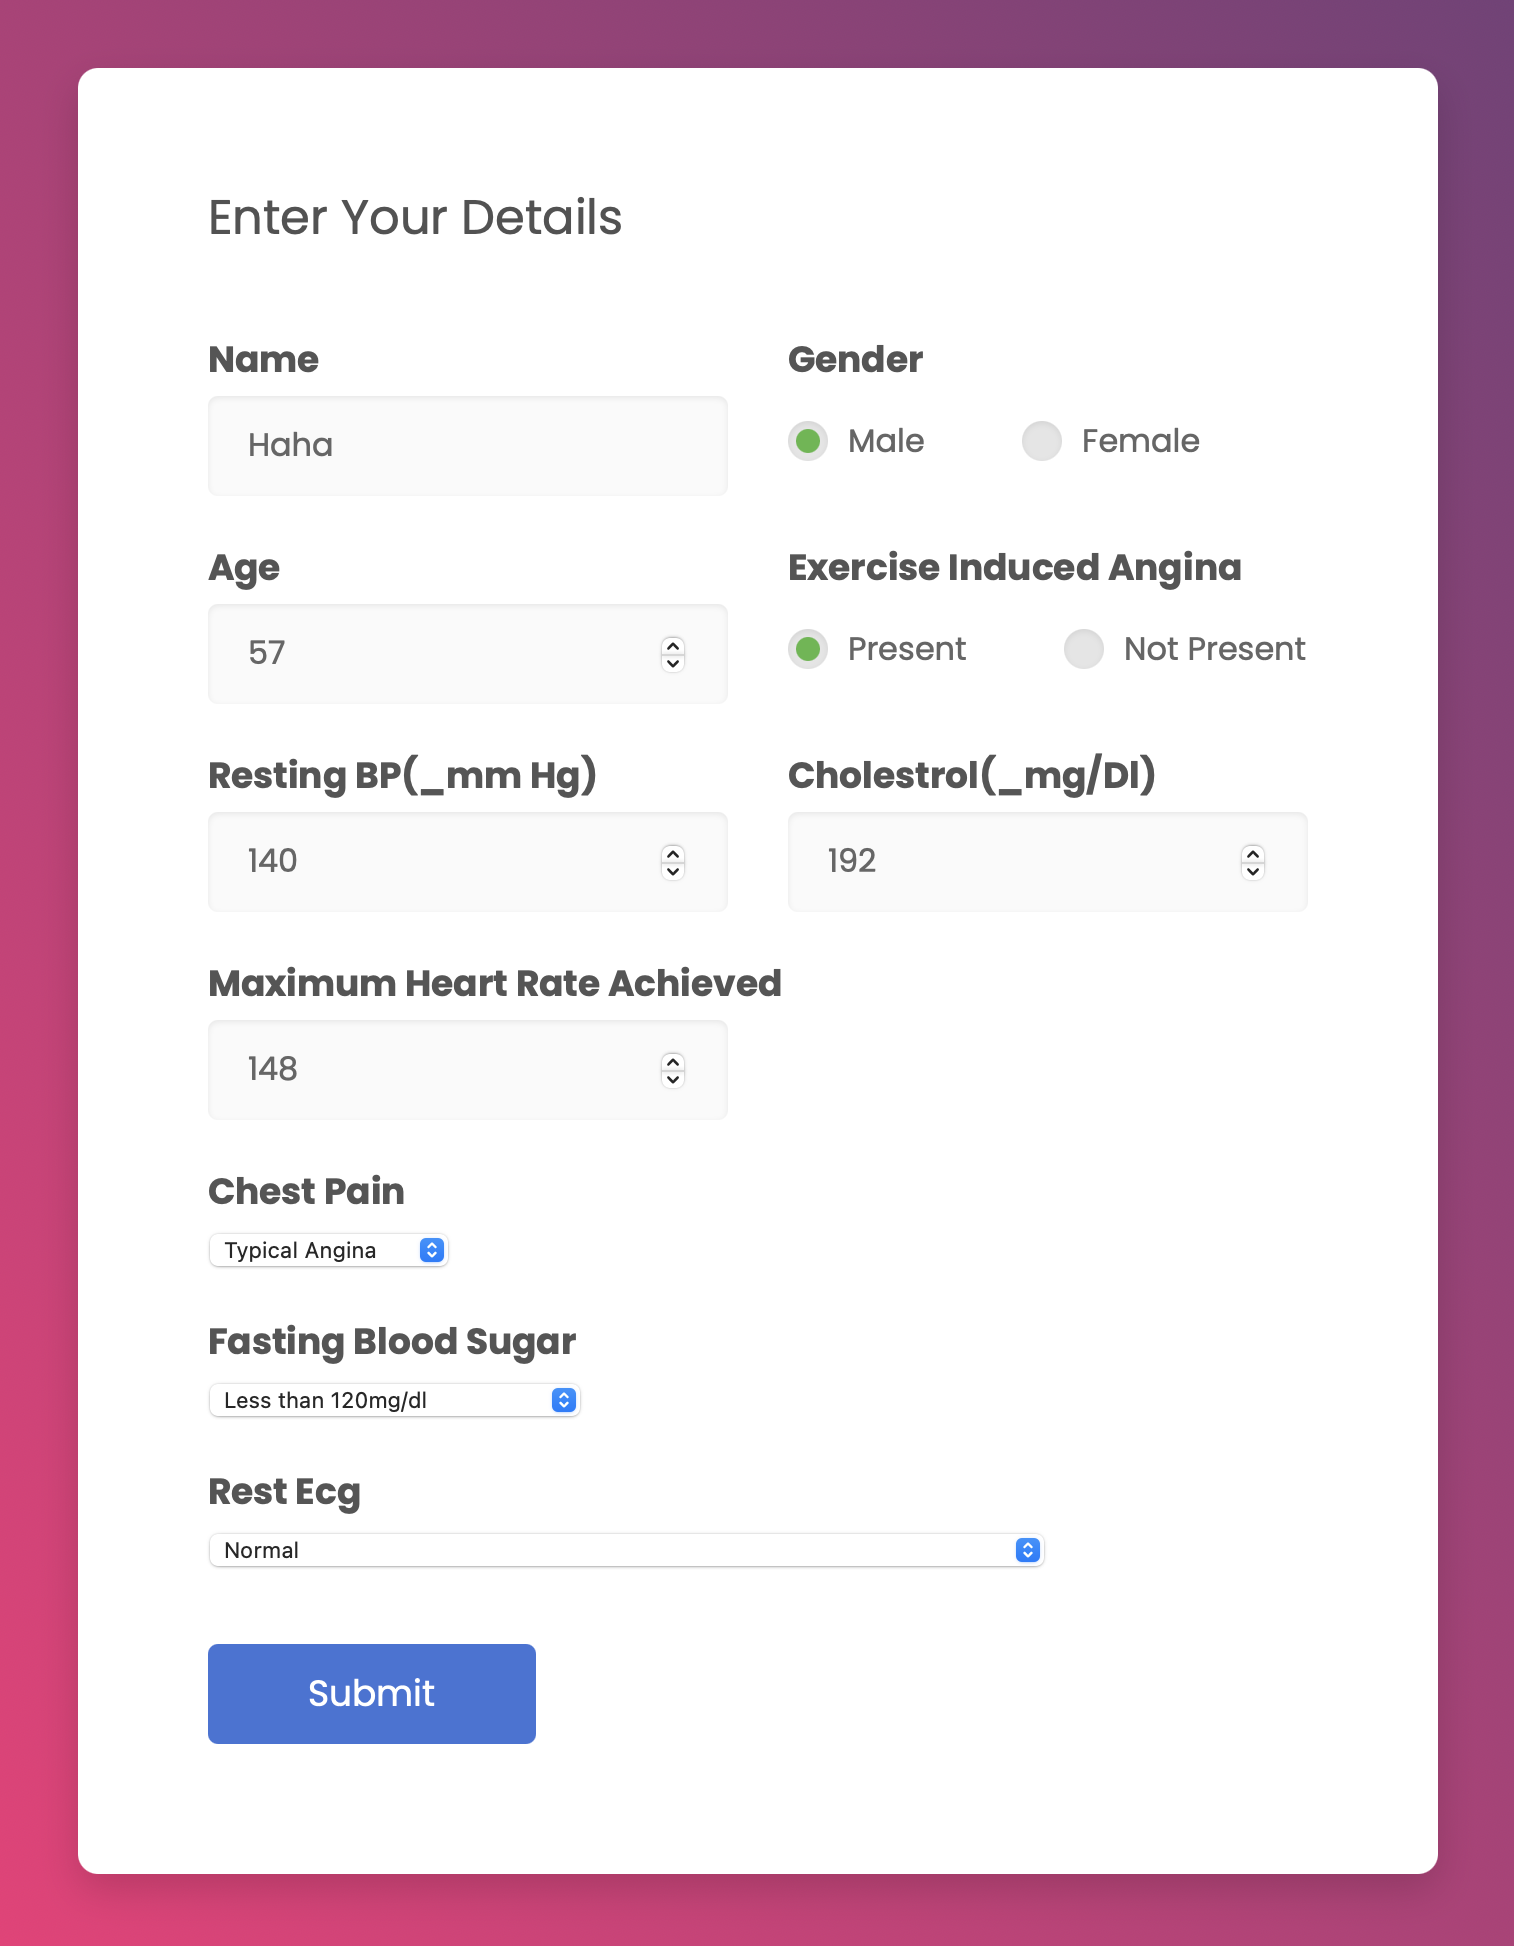 Enter Your Details
Name
Gender
Haha
Male
Female
Age
Exercise Induced Angina
57
Present
Not Present
Resting BP(_mm Hg)
Cholestrol(_mg/Dl)
140
192
Maximum Heart Rate Achieved
148
Chest Pain
Typical Angina
Fasting Blood Sugar
Less than 120mg/dl
Rest Ecg
Normal
Submit